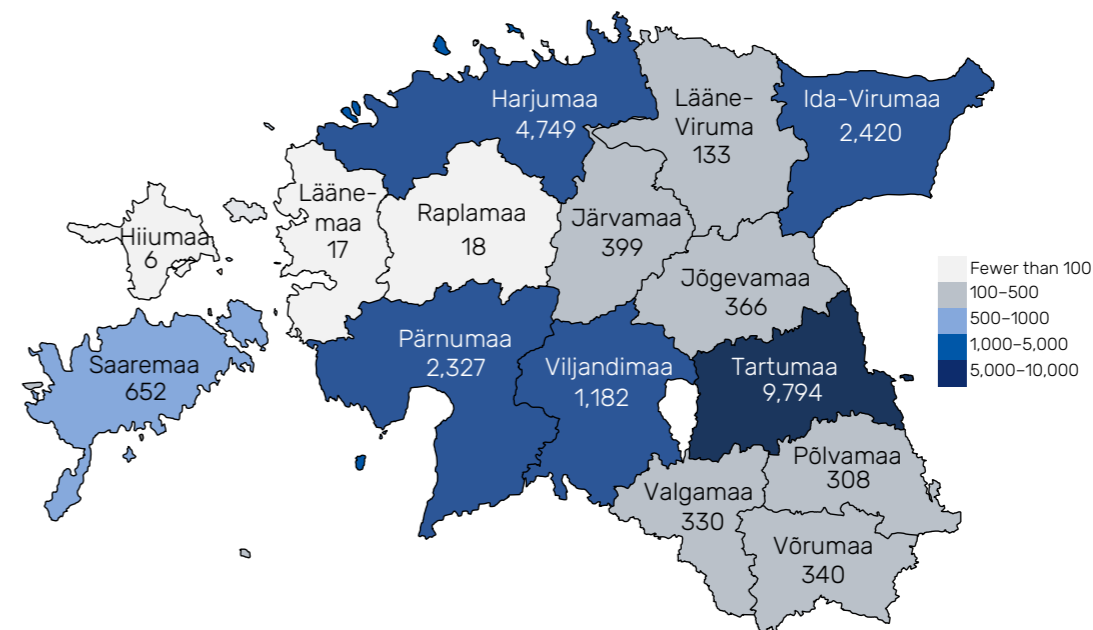 Harjumaa
4,749
Lääne-
Viruma
133
Ida-Virumaa
2,420
Lääne-
maa
17
Raplamaa
18
Järvamaa
399
Hiiumaa
6
Jõgevamaa
366
Fewer than 100
100–500
500–1000
1,000–5,000
5,000–10,000
Saaremaa
652
Pärnumaa
2,327
Viljandimaa
1,182
Tartumaa
9,794
Põlvamaa
308
Valgamaa
330
Võrumaa
340